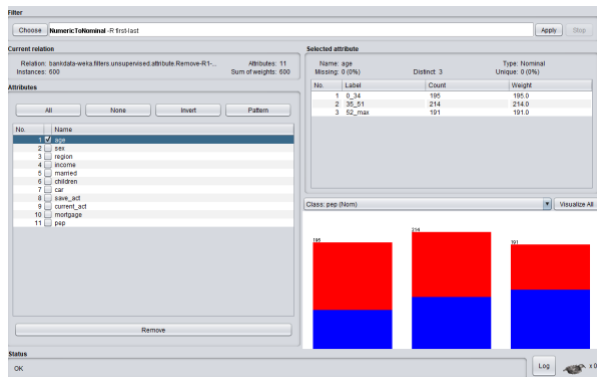 Filter
Choose NumericToNominal -R first-last Apply Stop
Current relation
Relation: bankdata-weka.filters.unsupervised.attribute.Remove-R1-... Attributes: 11
Instances: 600 Sum of weights: 600
Attributes
All None Invert Pattern
No. Name
1 age
2 sex
3 region
4 income
5 married
6 children
7 car
8 save_act
9 current_act
10 mortgage
11 pep
Remove
Selected attribute
Name: age Type: Nominal
Missing: 0 (0%) Distinct: 3 Unique: 0 (0%)
No. Label Count Weight
1 0_34 195 195.0
2 35_51 214 214.0
3 52_max 191 191.0
Class: pep (Nom) Visualize All
195 214 191
Status
OK Log x 0